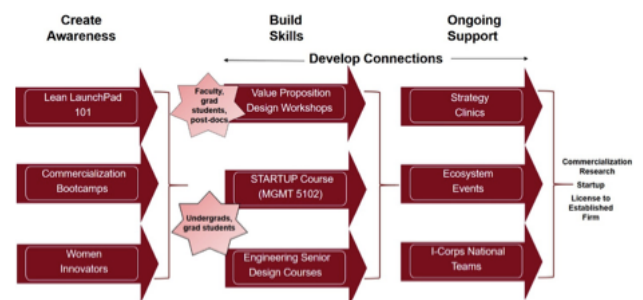 Create
Awareness
Build
Skills
Ongoing
Support
Develop Connections
Lean LaunchPad
101
Commercialization
Bootcamps
Women
Innovators
Faculty,
grad
students,
post-docs
Undergrads,
grad students
Value Proposition
Design Workshops
STARTUP Course
(MGMT 5102)
Engineering Senior
Design Courses
Strategy
Clinics
Ecosystem
Events
I-Corps National
Teams
Commercialization
Research
Startup
License to
Established
Firm